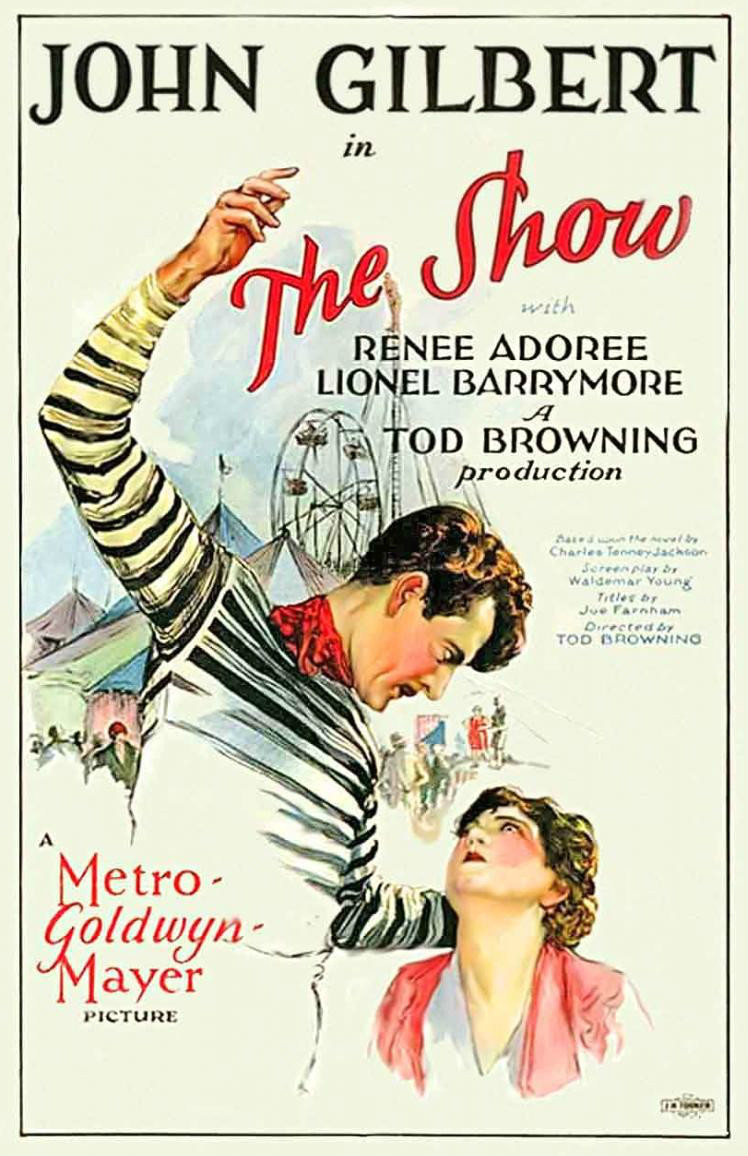 JOHN GILBERT
in
The Show
with
RENEE ADOREE
LIONEL BARRYMORE
A
TOD BROWNING
production
Based upon the novel by
Charles Tenney Jackson
Screen play by
Waldemar Young
Titles by
Joe Farnham
Directed by
TOD BROWNING
A
Metro-
Goldwyn-
Mayer
PICTURE